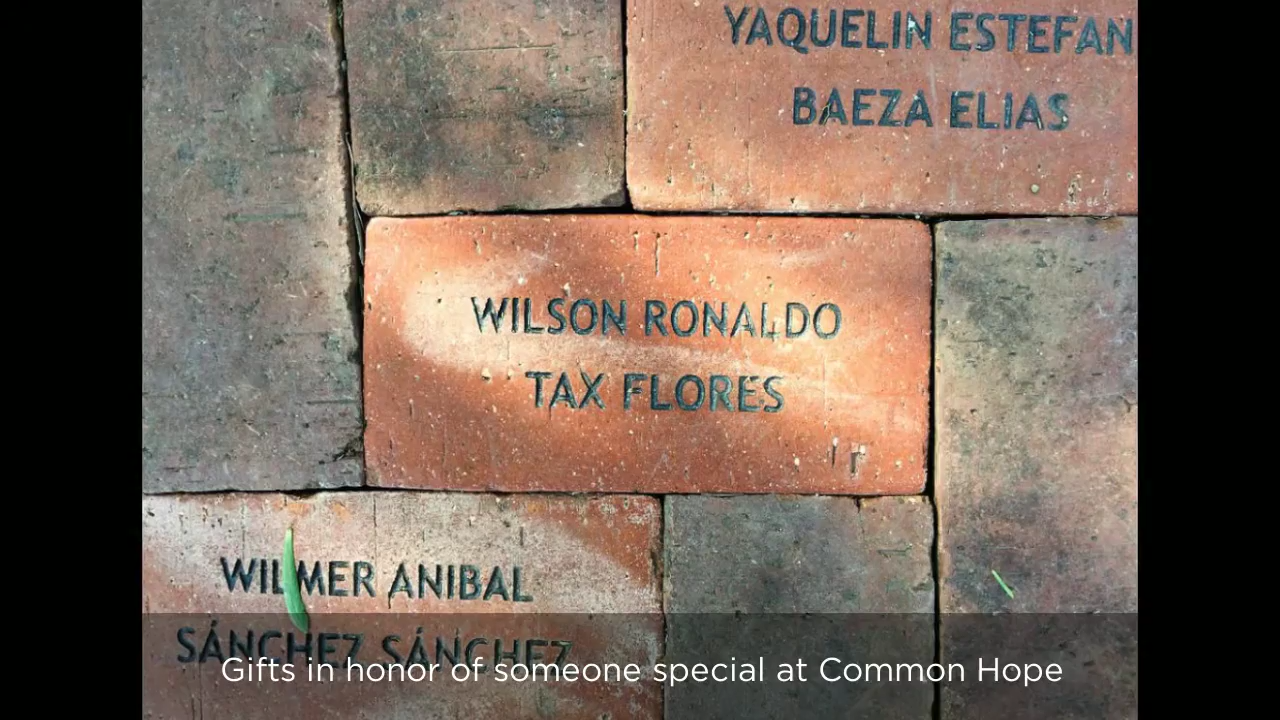 YAQUELIN ESTEFAN
BAEZA ELIAS
WILSON RONALDO
TAX FLORES
WILMER ANIBAL
SÁNCHEZ SÁNCHEZ
Gifts in honor of someone special at Common Hope